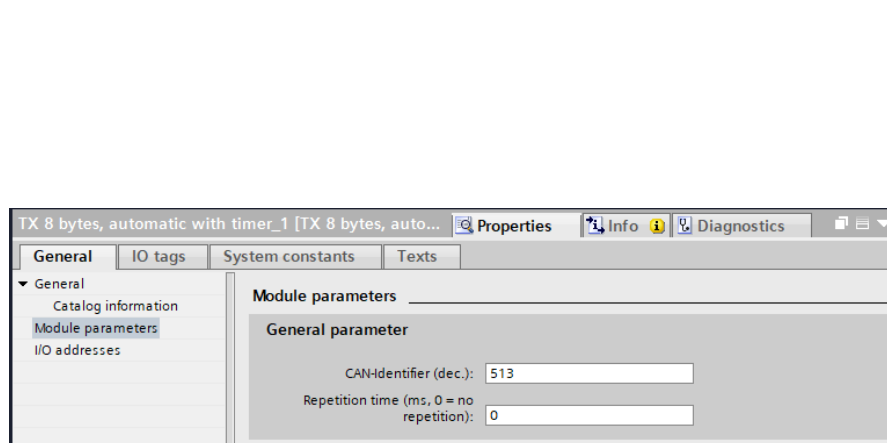 TX 8 bytes, automatic with timer_1 [TX 8 bytes, auto... Properties Info Diagnostics
General IO tags System constants Texts
General
Catalog information
Module parameters
I/O addresses
Module parameters
General parameter
CAN-Identifier (dec.): 513
Repetition time (ms, 0 = no
repetition): 0